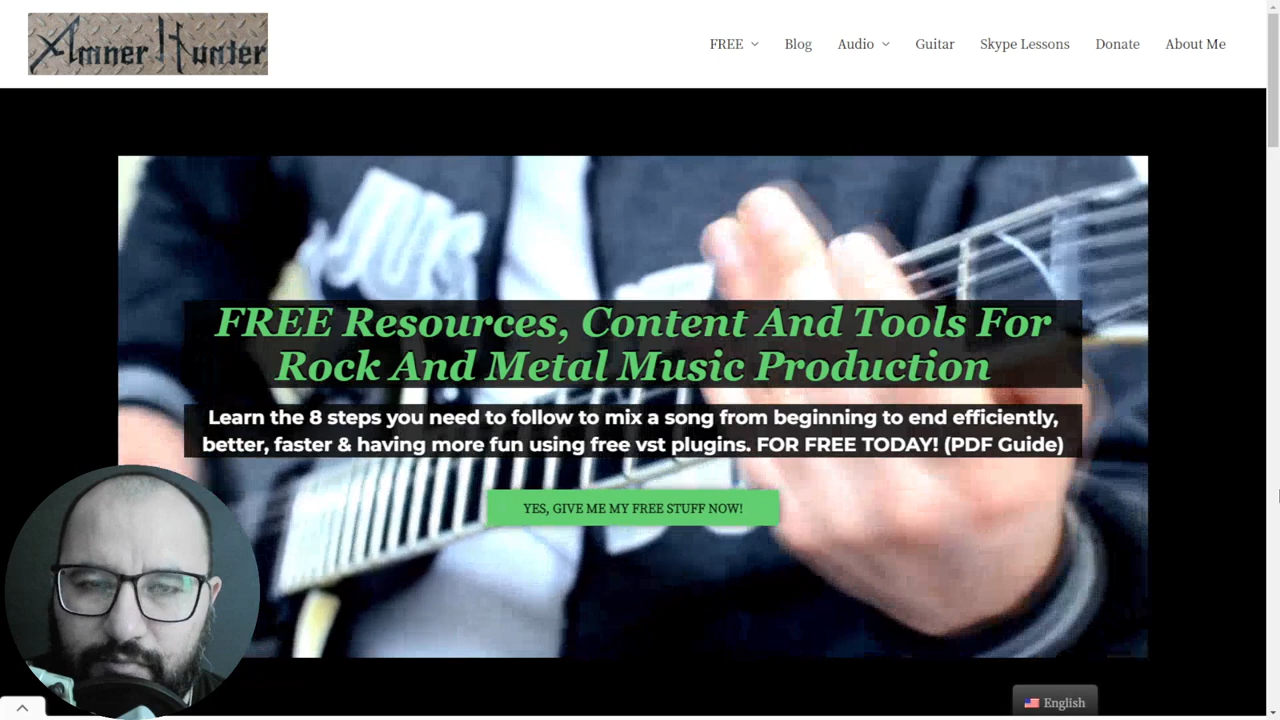 Amner Hunter
FREE Blog Audio Guitar Skype Lessons Donate About Me
FREE Resources, Content And Tools For
Rock And Metal Music Production
Learn the 8 steps you need to follow to mix a song from beginning to end efficiently,
better, faster & having more fun using free vst plugins. FOR FREE TODAY! (PDF Guide)
YES, GIVE ME MY FREE STUFF NOW!
English